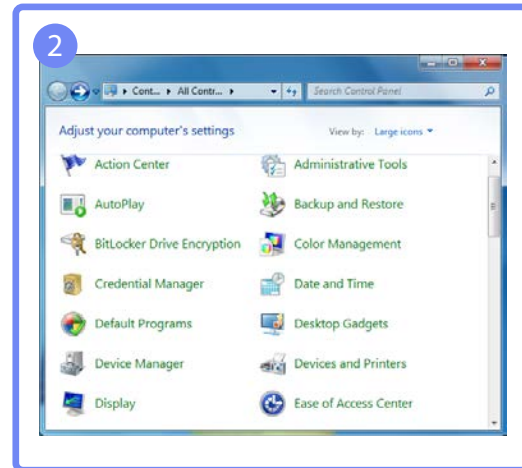 2
Cont... All Contr...
Search Control Panel
Adjust your computer's settings
View by: Large icons
Action Center
Administrative Tools
AutoPlay
Backup and Restore
BitLocker Drive Encryption
Color Management
Credential Manager
Date and Time
Default Programs
Desktop Gadgets
Device Manager
Devices and Printers
Display
Ease of Access Center